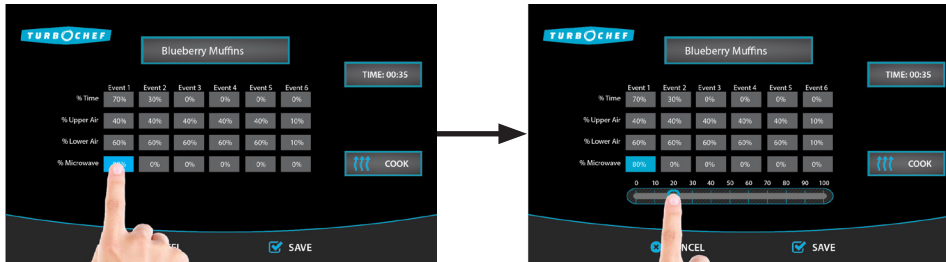 TURBOCHEF
Blueberry Muffins
TIME: 00:35
Event 1 Event 2 Event 3 Event 4 Event 5 Event 6
% Time 70% 30% 0% 0% 0% 0%
% Upper Air 40% 40% 40% 40% 40% 10%
% Lower Air 60% 60% 60% 60% 60% 10%
% Microwave 0% 0% 0% 0% 0%
COOK
SAVE
TURBOCHEF
Blueberry Muffins
TIME: 00:35
Event 1 Event 2 Event 3 Event 4 Event 5 Event 6
% Time 70% 30% 0% 0% 0% 0%
% Upper Air 40% 40% 40% 40% 40% 10%
% Lower Air 60% 60% 60% 60% 60% 10%
% Microwave 80% 0% 0% 0% 0% 0%
COOK
0 10 20 30 40 50 60 70 80 90 100
SAVE